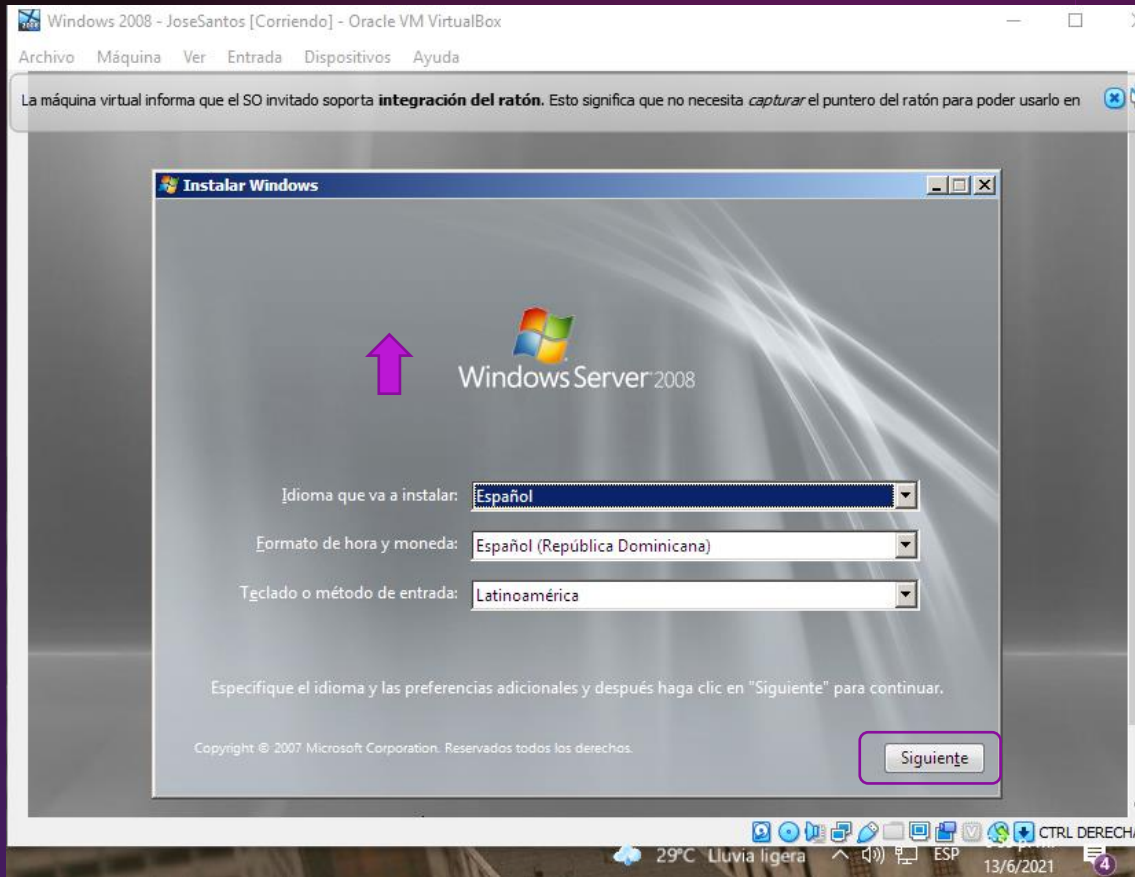 Windows 2008 - JoseSantos [Corriendo] - Oracle VM VirtualBox
Archivo Máquina Ver Entrada Dispositivos Ayuda
La máquina virtual informa que el SO invitado soporta integración del ratón. Esto significa que no necesita capturar el puntero del ratón para poder usarlo en
Instalar Windows
Windows Server 2008
Idioma que va a instalar: Español
Formato de hora y moneda: Español (República Dominicana)
Teclado o método de entrada: Latinoamérica
Especifique el idioma y las preferencias adicionales y después haga clic en "Siguiente" para continuar.
Copyright © 2007 Microsoft Corporation. Reservados todos los derechos.
Siguiente
CTRL DERECHA
29°C Lluvia ligera ESP
13/6/2021
4